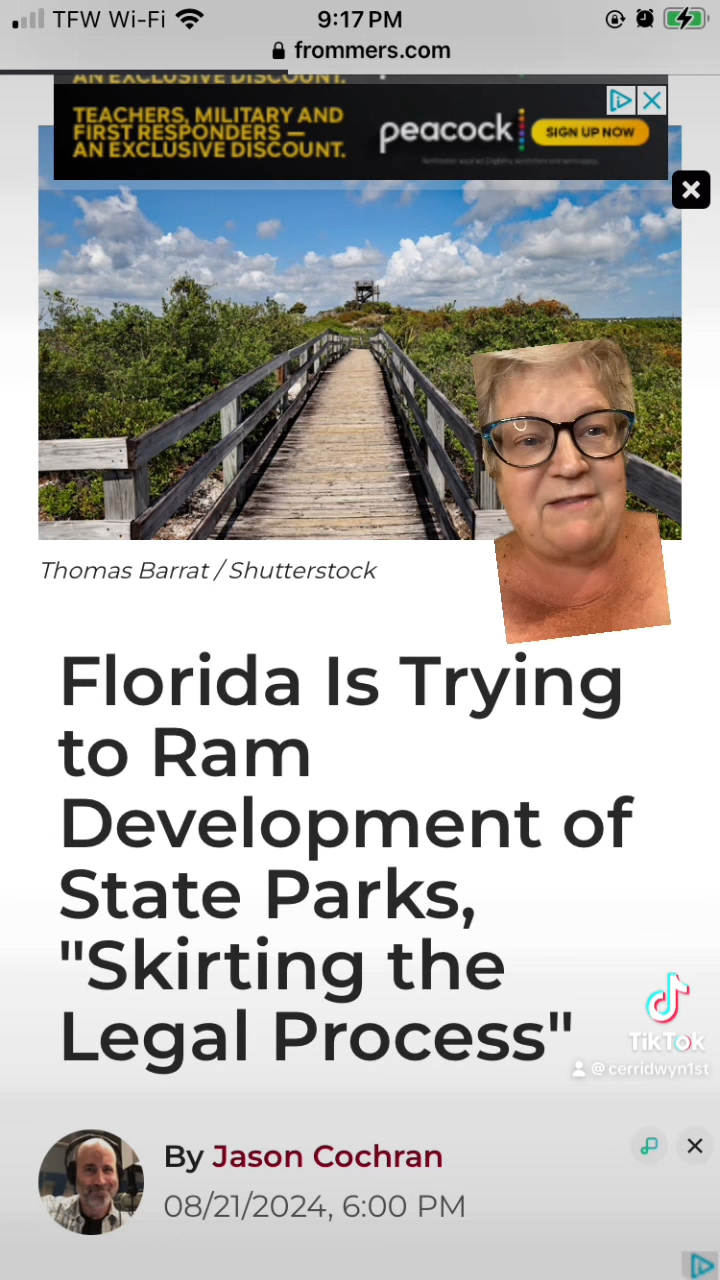 TFW Wi-Fi 9:17 PM
frommers.com
AN EXCLUSIVE DISCOUNT.
TEACHERS, MILITARY AND
FIRST RESPONDERS —
AN EXCLUSIVE DISCOUNT.
peacock
SIGN UP NOW
Thomas Barrat / Shutterstock
Florida Is Trying
to Ram
Development of
State Parks,
"Skirting the
Legal Process"
TikTok
@cerridwyn1st
By Jason Cochran
08/21/2024, 6:00 PM